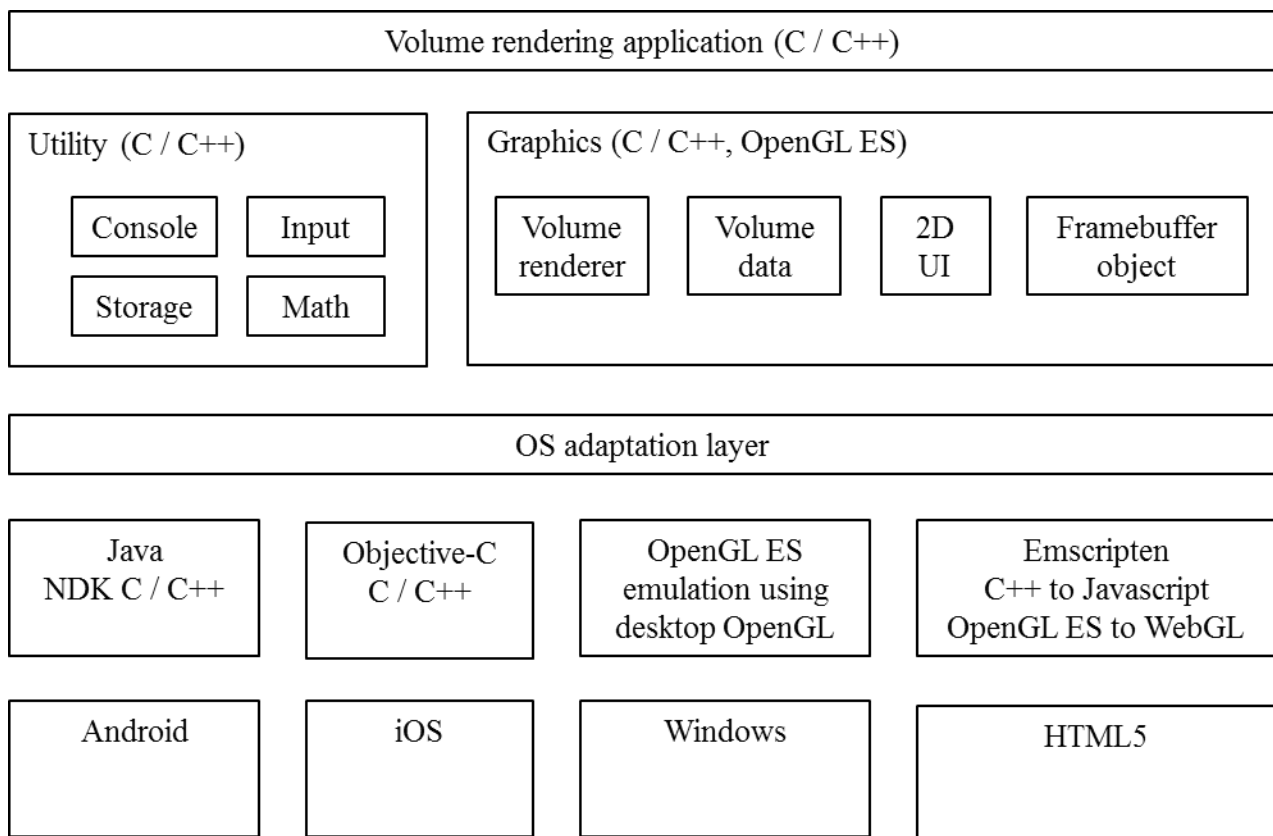 Volume rendering application (C / C++)
Utility (C / C++)
Console
Input
Storage
Math
Graphics (C / C++, OpenGL ES)
Volume
renderer
Volume
data
2D
UI
Framebuffer
object
OS adaptation layer
Java
NDK C / C++
Objective-C
C / C++
OpenGL ES
emulation using
desktop OpenGL
Emscripten
C++ to Javascript
OpenGL ES to WebGL
Android
iOS
Windows
HTML5